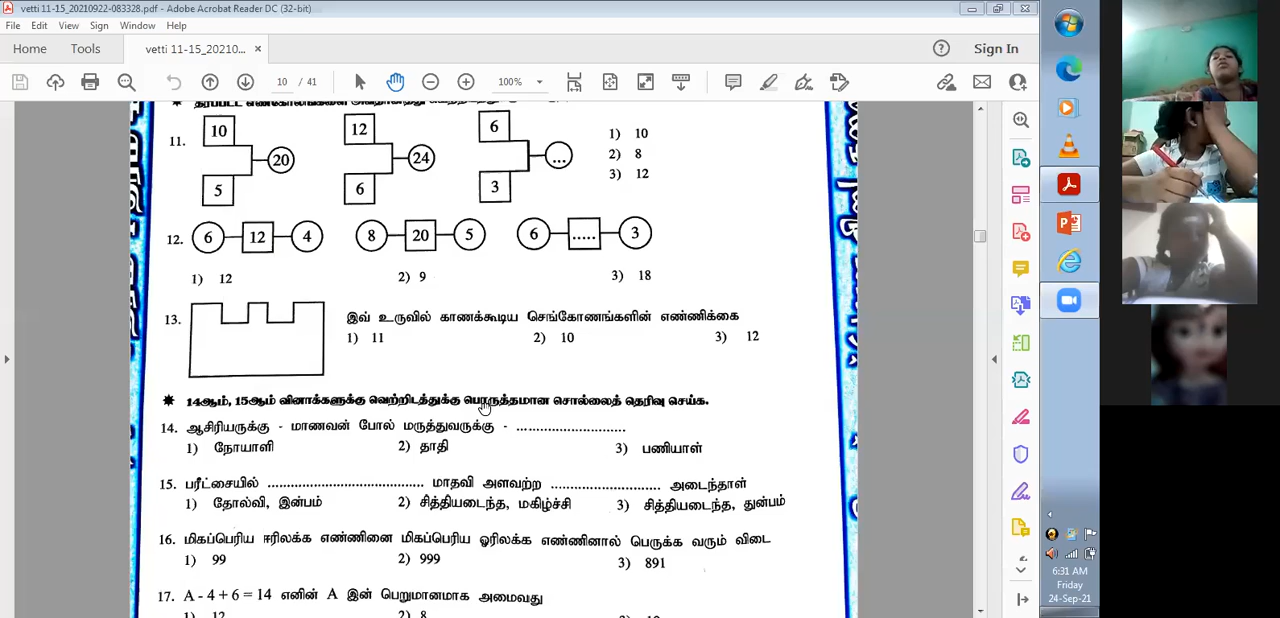 vetti 11-15_20210922-083328.pdf - Adobe Acrobat Reader DC (32-bit)
File Edit View Sign Window Help
Home Tools vetti 11-15_20210... × Sign In
10 / 41 100%
11. 10 5 20 12 6 24 6 3 ... 1) 10
2) 8
3) 12
12. 6 12 4 8 20 5 6 ..... 3
1) 12 2) 9 3) 18
13. இவ் உருவில் காணக்கூடிய செங்கோணங்களின் எண்ணிக்கை
1) 11 2) 10 3) 12
✷ 14ஆம், 15ஆம் வினாக்களுக்கு வெற்றிடத்துக்கு பொருத்தமான சொல்லைத் தெரிவு செய்க.
14. ஆசிரியருக்கு - மாணவன் போல் மருத்துவருக்கு - ...........................
1) நோயாளி 2) தாதி 3) பணியாள்
15. பரீட்சையில் ....................................... மாதவி அளவற்ற ........................... அடைந்தாள்
1) தோல்வி, இன்பம் 2) சித்தியடைந்த, மகிழ்ச்சி 3) சித்தியடைந்த, துன்பம்
16. மிகப்பெரிய ஈரிலக்க எண்ணினை மிகப்பெரிய ஓரிலக்க எண்ணினால் பெருக்க வரும் விடை
1) 99 2) 999 3) 891
17. A - 4 + 6 = 14 எனின் A இன் பெறுமானமாக அமைவது
1) 12 2) 8
6:31 AM
Friday
24-Sep-21